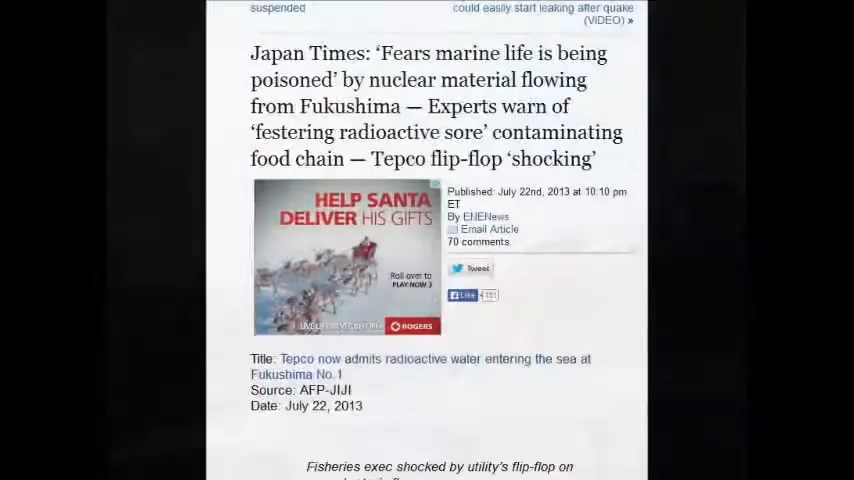 suspended
could easily start leaking after quake
(VIDEO) »
Japan Times: ‘Fears marine life is being
poisoned’ by nuclear material flowing
from Fukushima — Experts warn of
‘festering radioactive sore’ contaminating
food chain — Tepco flip-flop ‘shocking’
HELP SANTA
DELIVER HIS GIFTS
Roll over to
PLAY NOW
ROGERS
Published: July 22nd, 2013 at 10:10 pm
ET
By ENENews
Email Article
70 comments
Tweet
Like
Title: Tepco now admits radioactive water entering the sea at
Fukushima No.1
Source: AFP-JIJI
Date: July 22, 2013
Fisheries exec shocked by utility's flip-flop on